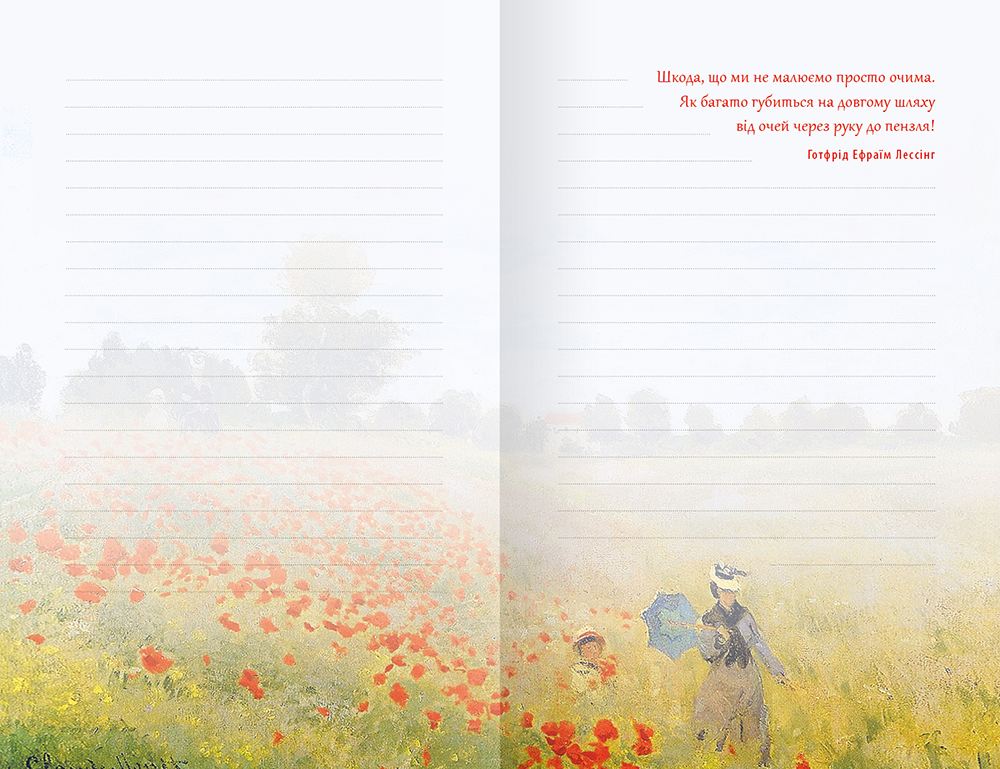 Шкода, що ми не малюємо просто очима.
Як багато губиться на довгому шляху
від очей через руку до пензля!
Готфрід Ефраїм Лессінг